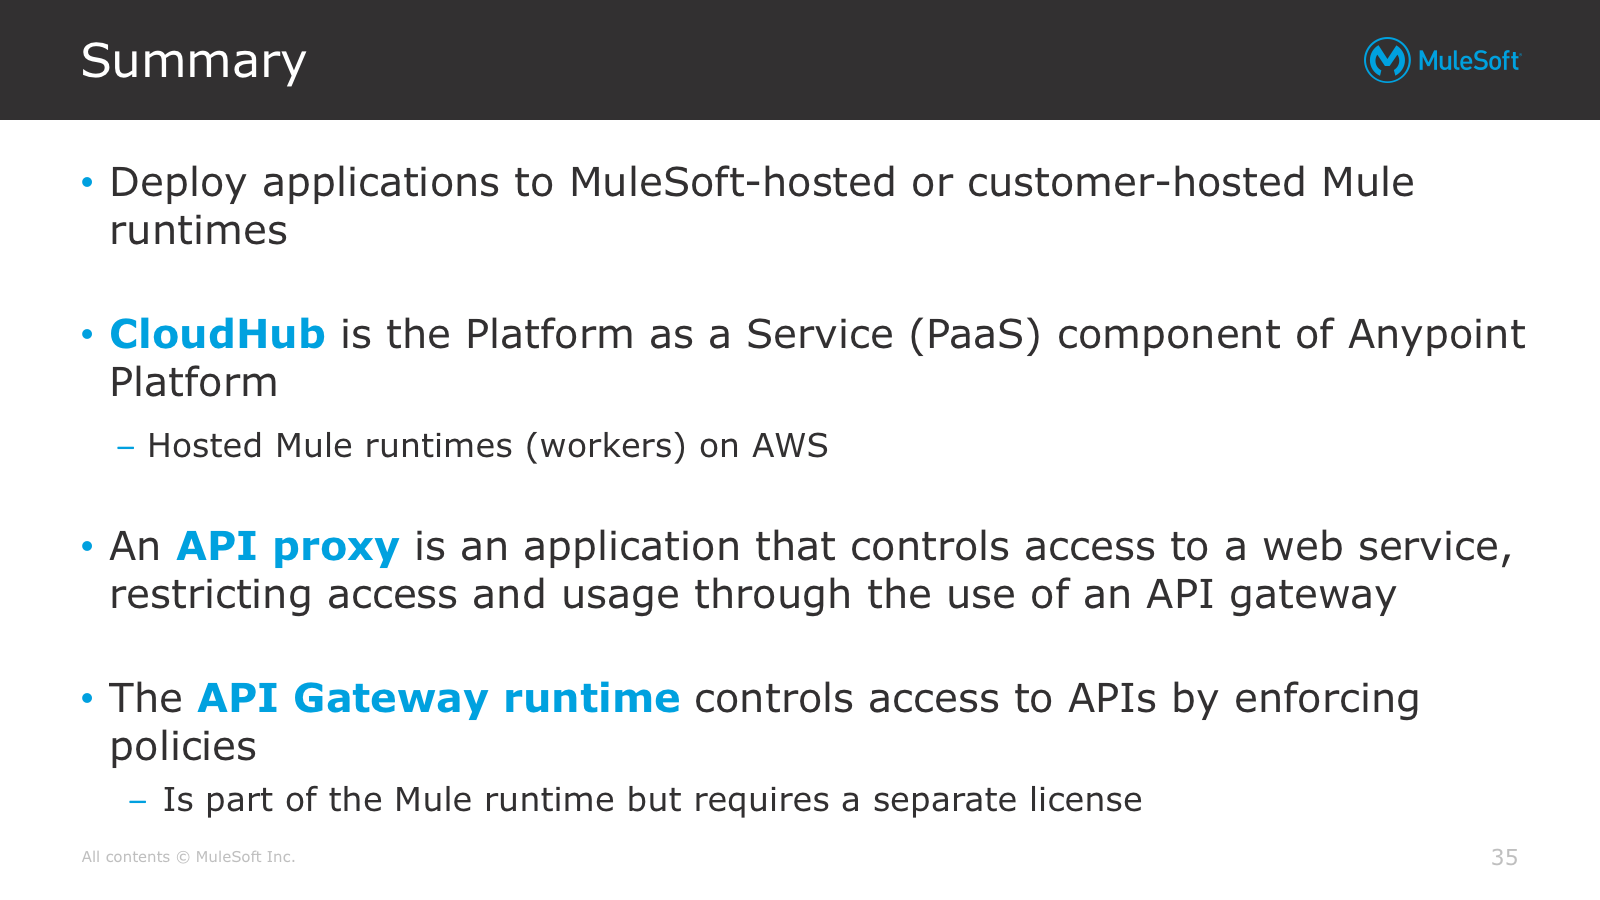 Summary
MuleSoft
• Deploy applications to MuleSoft-hosted or customer-hosted Mule
runtimes
• CloudHub is the Platform as a Service (PaaS) component of Anypoint
Platform
– Hosted Mule runtimes (workers) on AWS
• An API proxy is an application that controls access to a web service,
restricting access and usage through the use of an API gateway
• The API Gateway runtime controls access to APIs by enforcing
policies
– Is part of the Mule runtime but requires a separate license
All contents © MuleSoft Inc.
35